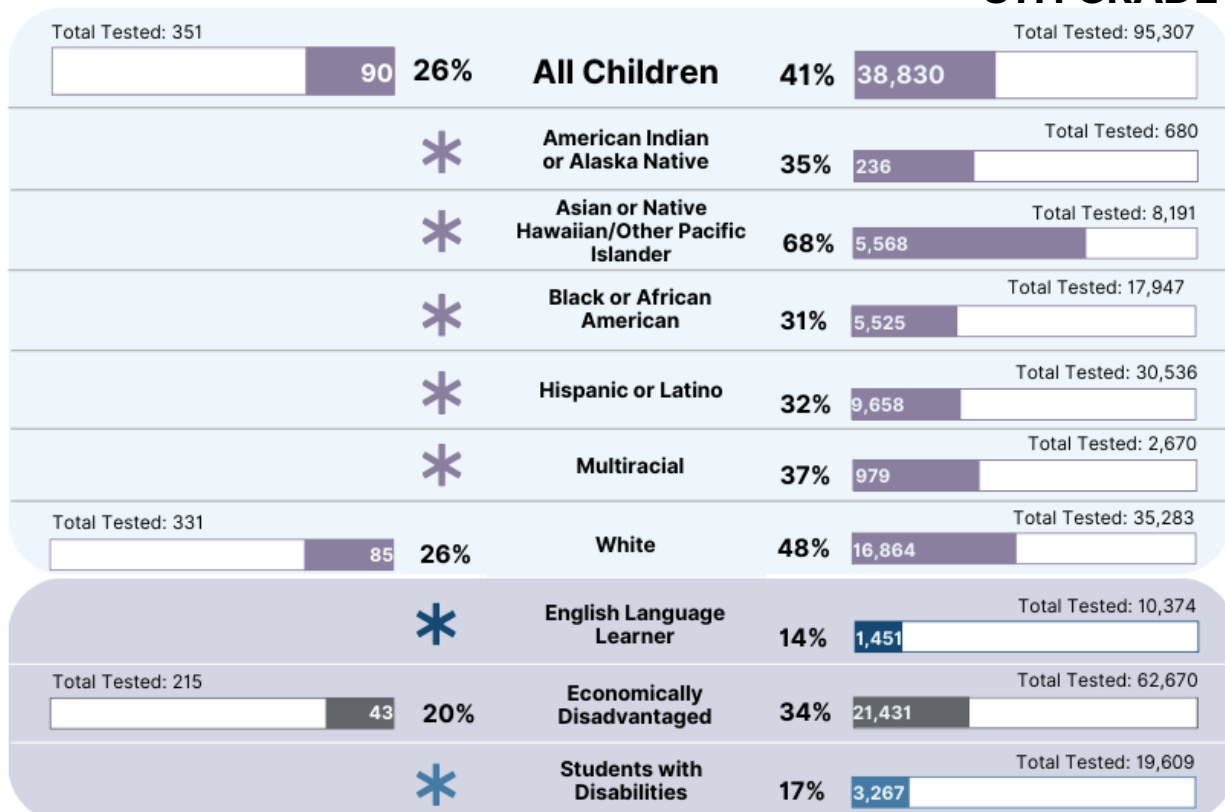 Total Tested: 351
90 26% All Children 41% 38,830
Total Tested: 95,307
American Indian
or Alaska Native
35% 236
Total Tested: 680
Asian or Native
Hawaiian/Other Pacific
Islander
68% 5,568
Total Tested: 8,191
Black or African
American
31% 5,525
Total Tested: 17,947
Hispanic or Latino
32% 9,658
Total Tested: 30,536
Multiracial
37% 979
Total Tested: 2,670
Total Tested: 331
85 26% White 48% 16,864
Total Tested: 35,283
English Language
Learner
14% 1,451
Total Tested: 10,374
Total Tested: 215
43 20%
Economically
Disadvantaged
34% 21,431
Total Tested: 62,670
Students with
Disabilities
17% 3,267
Total Tested: 19,609